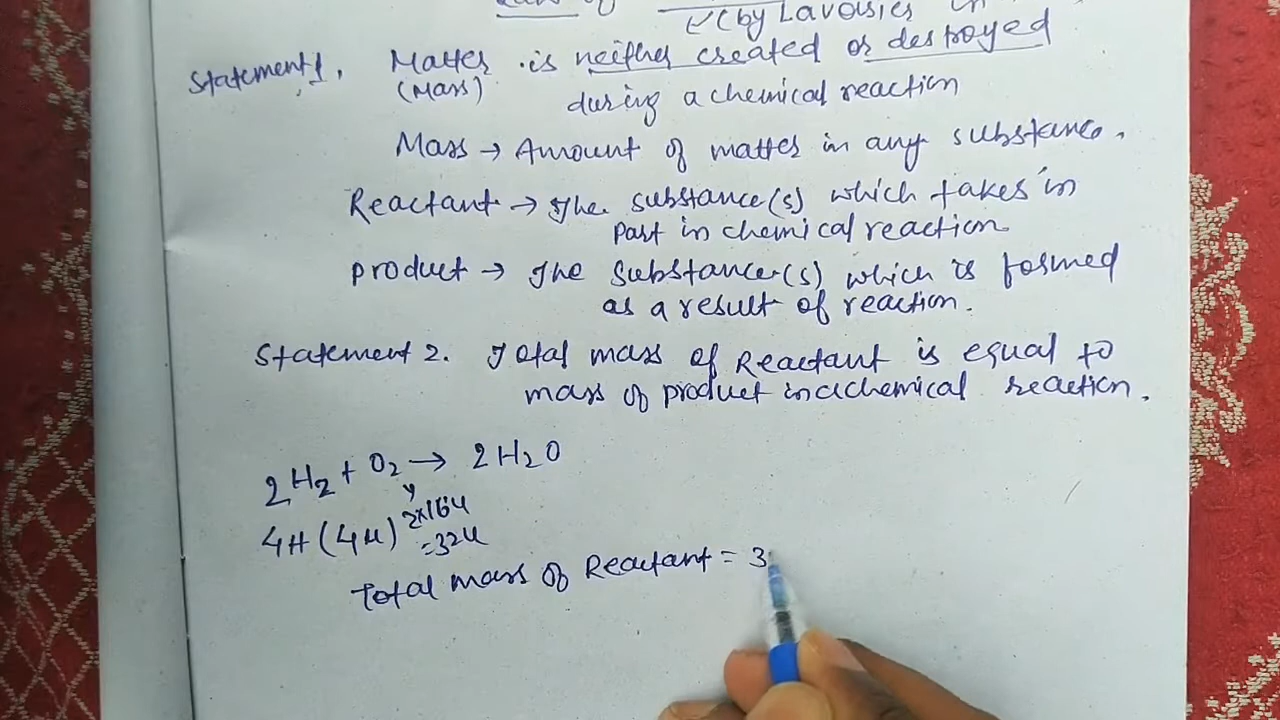 of
(by Lavoisier in
Statement 1. Matter is neither created or destroyed
(Mass) during a chemical reaction
Mass → Amount of matter in any substance.
Reactant → The substance(s) which takes in
part in chemical reaction
product → The substance(s) which is formed
as a result of reaction.
Statement 2. Total mass of Reactant is equal to
mass of product in a chemical reaction.
2H₂ + O₂ → 2H₂O
4H (4u) 2x16u
=32u
Total mass of Reactant = 3